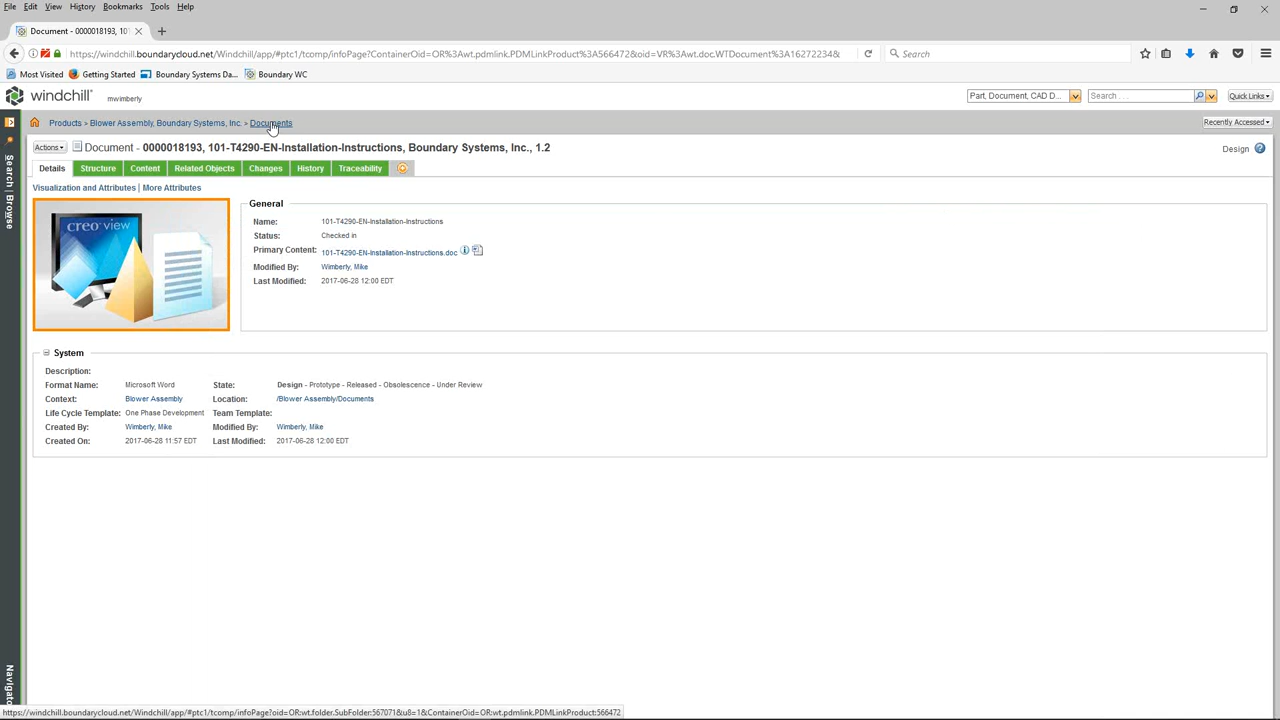 File Edit View History Bookmarks Tools Help
Document - 0000018193, 101
https://windchill.boundarycloud.net/Windchill/app/#ptc1/tcomp/infoPage?ContainerOid=OR%3Awt.pdmlink.PDMLinkProduct%3A566472&oid=VR%3Awt.doc.WTDocument%3A16272234&
Search
Most Visited Getting Started Boundary Systems Da... Boundary WC
windchill mwimberly
Part, Document, CAD D... Search ... Quick Links
Products > Blower Assembly, Boundary Systems, Inc. > Documents
Recently Accessed
Actions Document - 0000018193, 101-T4290-EN-Installation-Instructions, Boundary Systems, Inc., 1.2
Design
Details Structure Content Related Objects Changes History Traceability
Visualization and Attributes | More Attributes
creo view
General
Name: 101-T4290-EN-Installation-Instructions
Status: Checked in
Primary Content: 101-T4290-EN-Installation-Instructions.doc
Modified By: Wimberly, Mike
Last Modified: 2017-06-28 12:00 EDT
System
Description:
Format Name: Microsoft Word State: Design - Prototype - Released - Obsolescence - Under Review
Context: Blower Assembly Location: /Blower Assembly/Documents
Life Cycle Template: One Phase Development Team Template:
Created By: Wimberly, Mike Modified By: Wimberly, Mike
Created On: 2017-06-28 11:57 EDT Last Modified: 2017-06-28 12:00 EDT
Search | Browse
Navigato
https://windchill.boundarycloud.net/Windchill/app/#ptc1/tcomp/infoPage?oid=OR:wt.folder.SubFolder:567071&u8=1&ContainerOid=OR:wt.pdmlink.PDMLinkProduct:566472